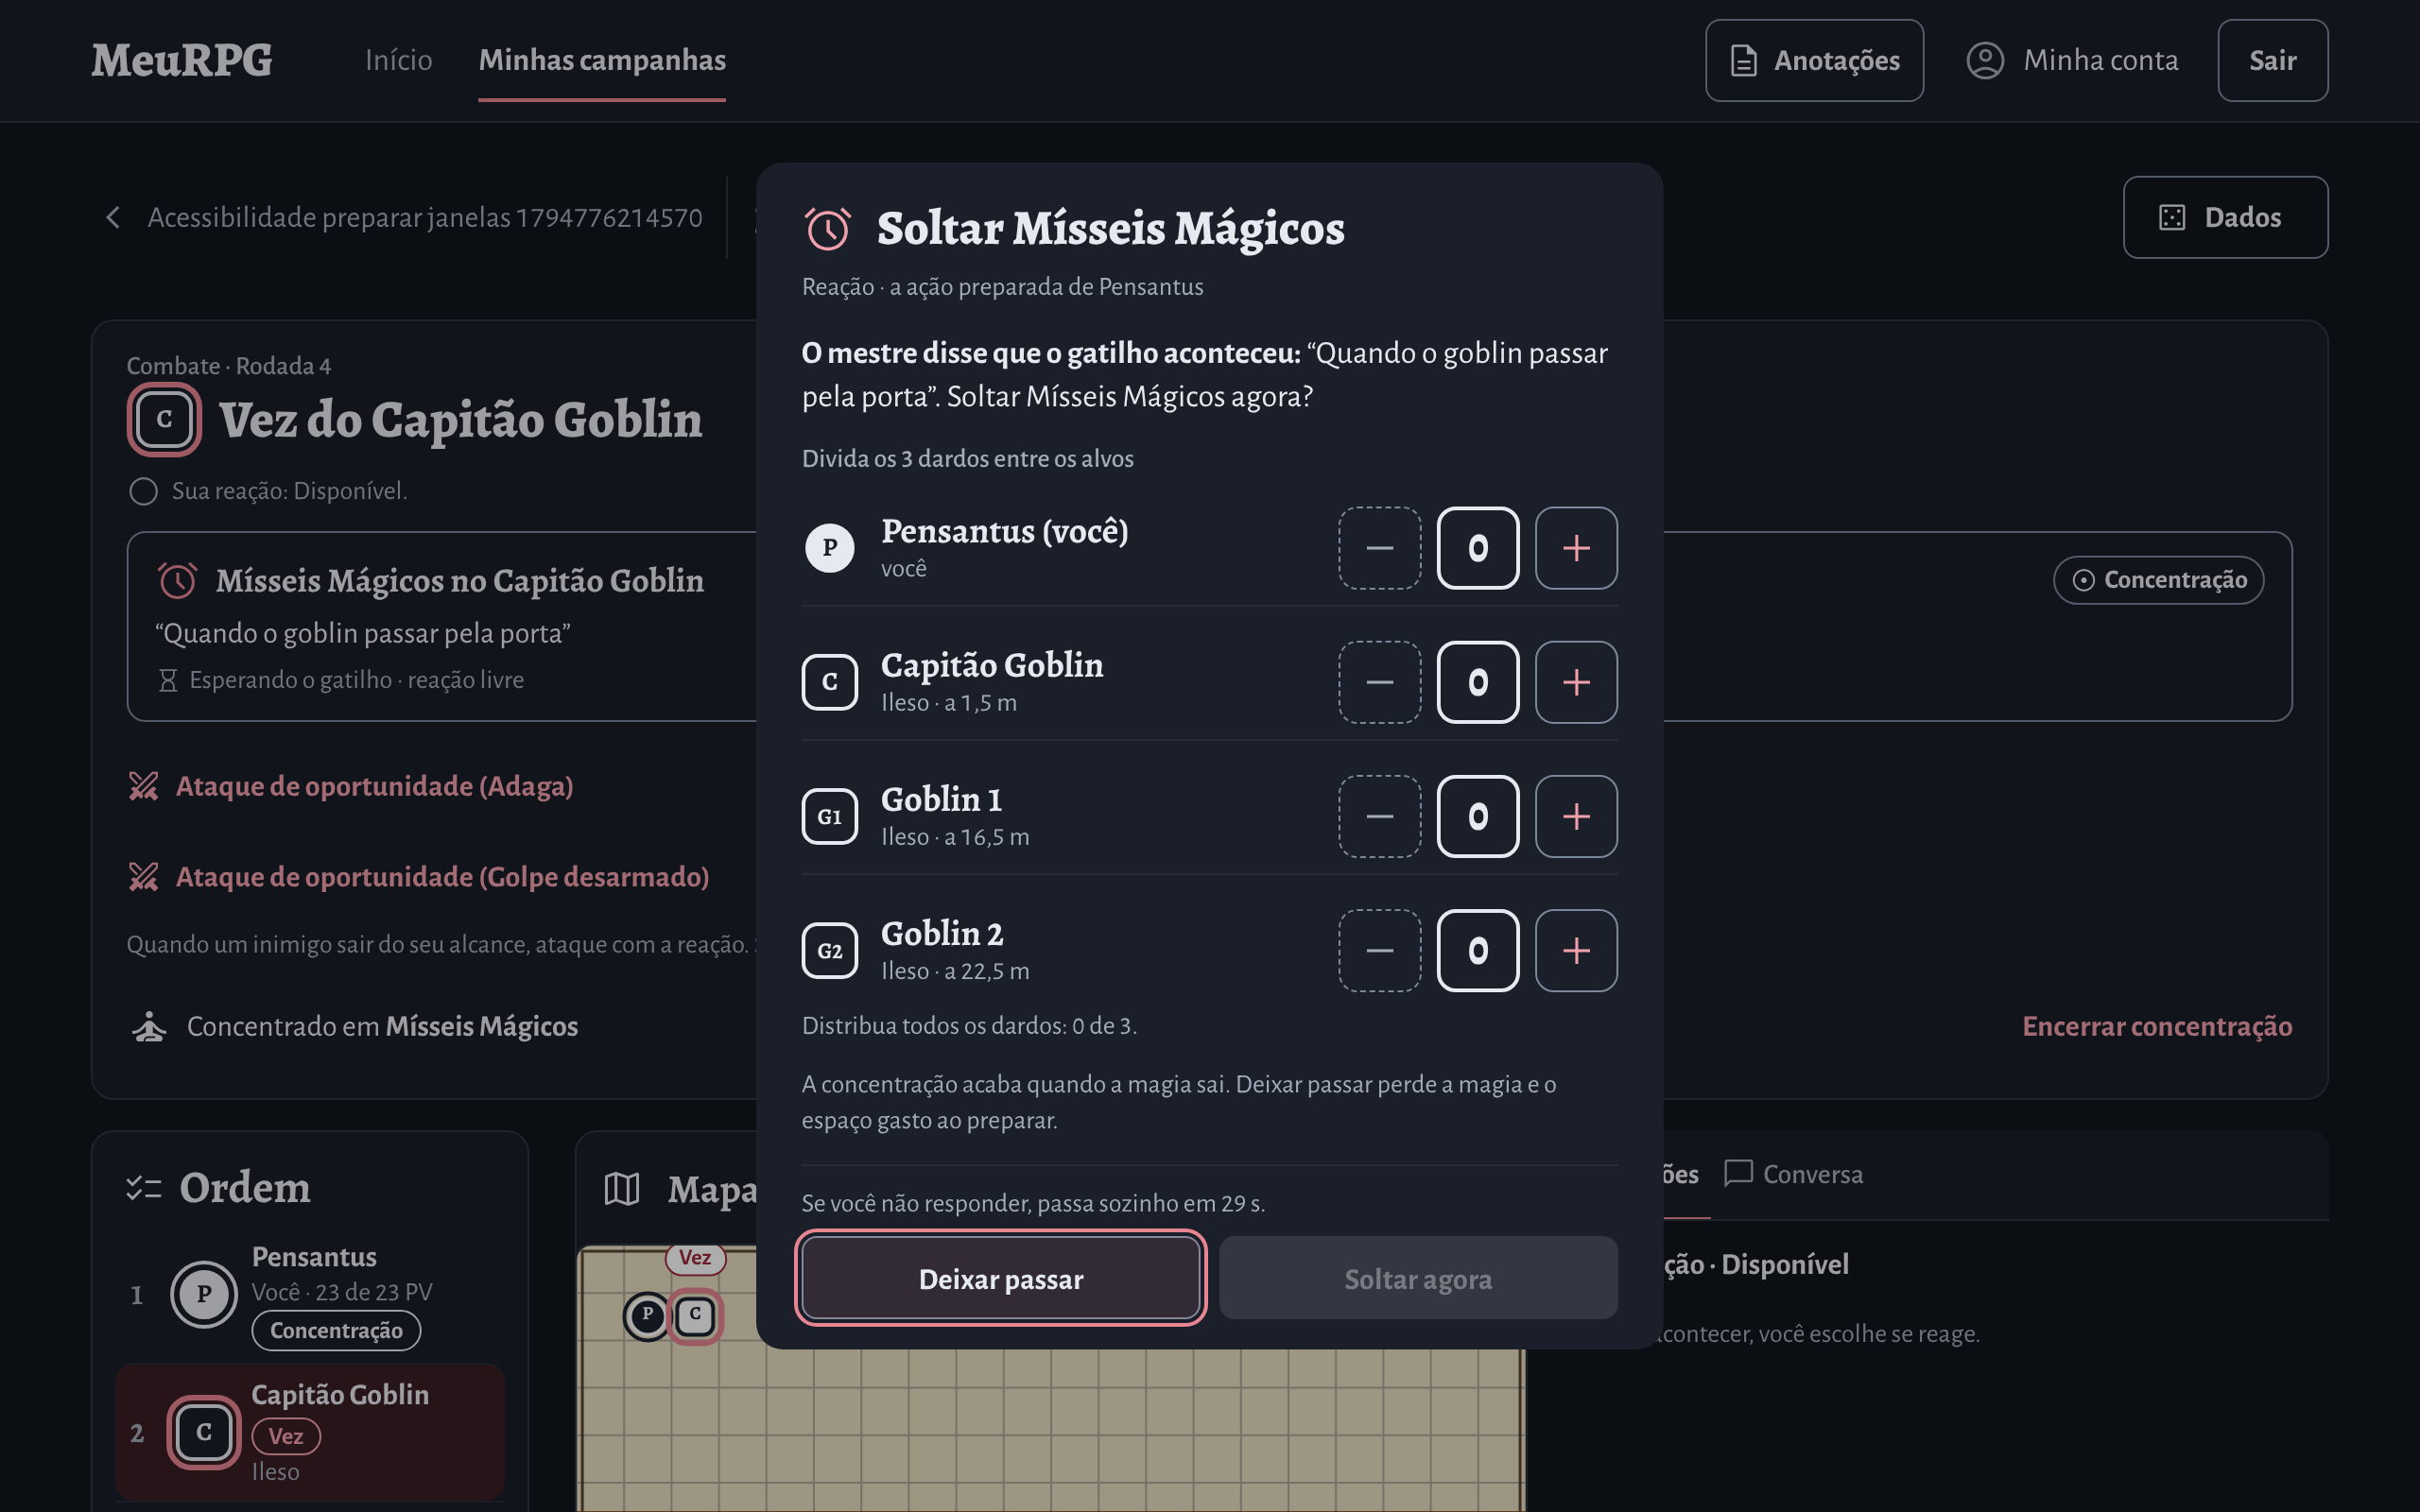 MeuRPG
Início
Minhas campanhas
Anotações
Minha conta
Sair
Acessibilidade preparar janelas 1794776214570
Dados
Combate · Rodada 4
C
Vez do Capitão Goblin
Sua reação: Disponível.
Mísseis Mágicos no Capitão Goblin
Concentração
“Quando o goblin passar pela porta”
Esperando o gatilho · reação livre
Ataque de oportunidade (Adaga)
Ataque de oportunidade (Golpe desarmado)
Quando um inimigo sair do seu alcance, ataque com a reação.
Concentrado em Mísseis Mágicos
Encerrar concentração
Soltar Mísseis Mágicos
Reação · a ação preparada de Pensantus
O mestre disse que o gatilho aconteceu: “Quando o goblin passar
pela porta”. Soltar Mísseis Mágicos agora?
Divida os 3 dardos entre os alvos
P
Pensantus (você)
você
0
C
Capitão Goblin
Ileso · a 1,5 m
0
G1
Goblin 1
Ileso · a 16,5 m
0
G2
Goblin 2
Ileso · a 22,5 m
0
Distribua todos os dardos: 0 de 3.
A concentração acaba quando a magia sai. Deixar passar perde a magia e o
espaço gasto ao preparar.
Se você não responder, passa sozinho em 29 s.
Deixar passar
Soltar agora
Ordem
1
P
Pensantus
Você · 23 de 23 PV
Concentração
2
C
Capitão Goblin
Vez
Ileso
Mapa
Vez
P
C
Conversa
· Disponível
você escolhe se reage.